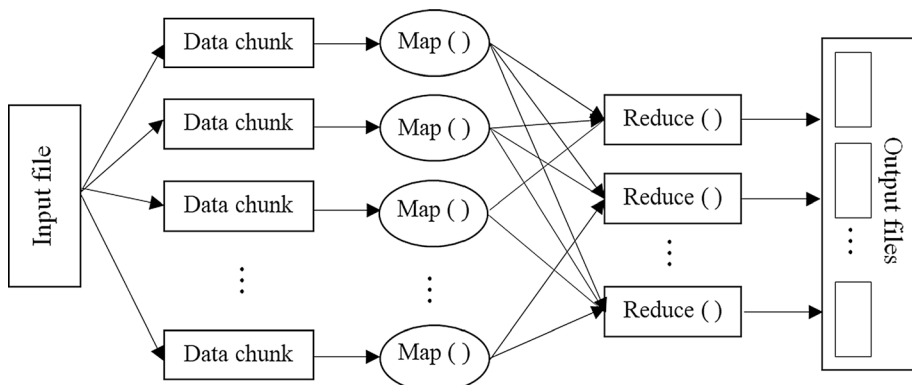 Input file
Data chunk
Map ( )
Data chunk
Map ( )
Data chunk
Map ( )
⋮
⋮
Data chunk
Map ( )
Reduce ( )
Reduce ( )
⋮
Reduce ( )
…
Output files